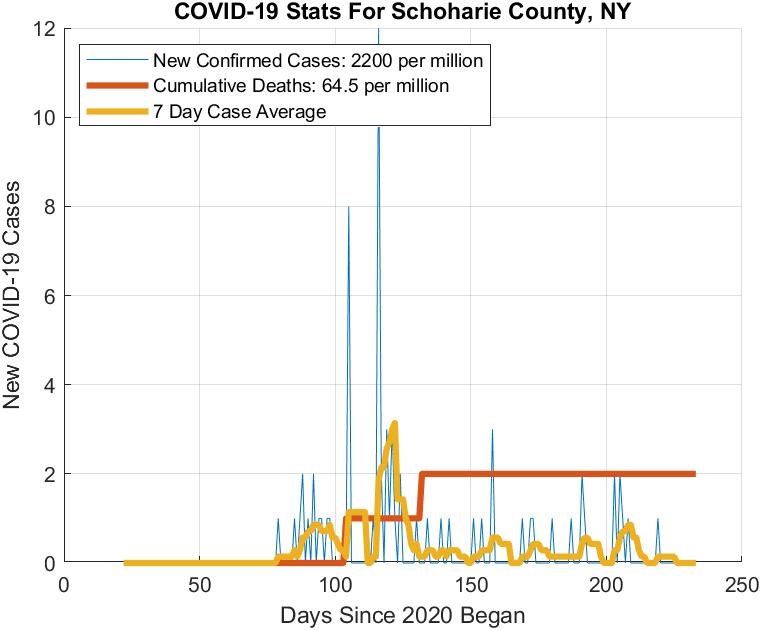 COVID-19 Stats For Schoharie County, NY
12
New Confirmed Cases: 2200 per million
Cumulative Deaths: 64.5 per million
7 Day Case Average
10
8
6
4
2
0
New COVID-19 Cases
0 50 100 150 200 250
Days Since 2020 Began